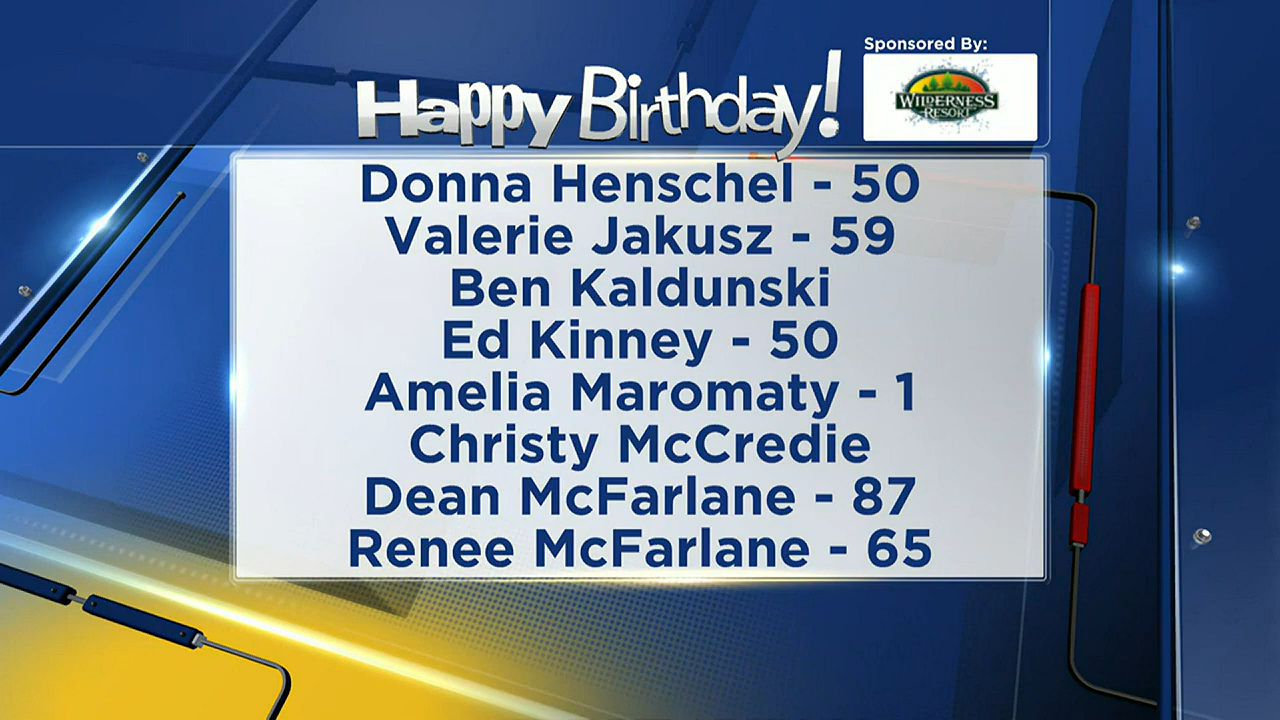 Sponsored By:
Happy Birthday!
WILDERNESS
RESORT
Donna Henschel - 50
Valerie Jakusz - 59
Ben Kaldunski
Ed Kinney - 50
Amelia Maromaty - 1
Christy McCredie
Dean McFarlane - 87
Renee McFarlane - 65